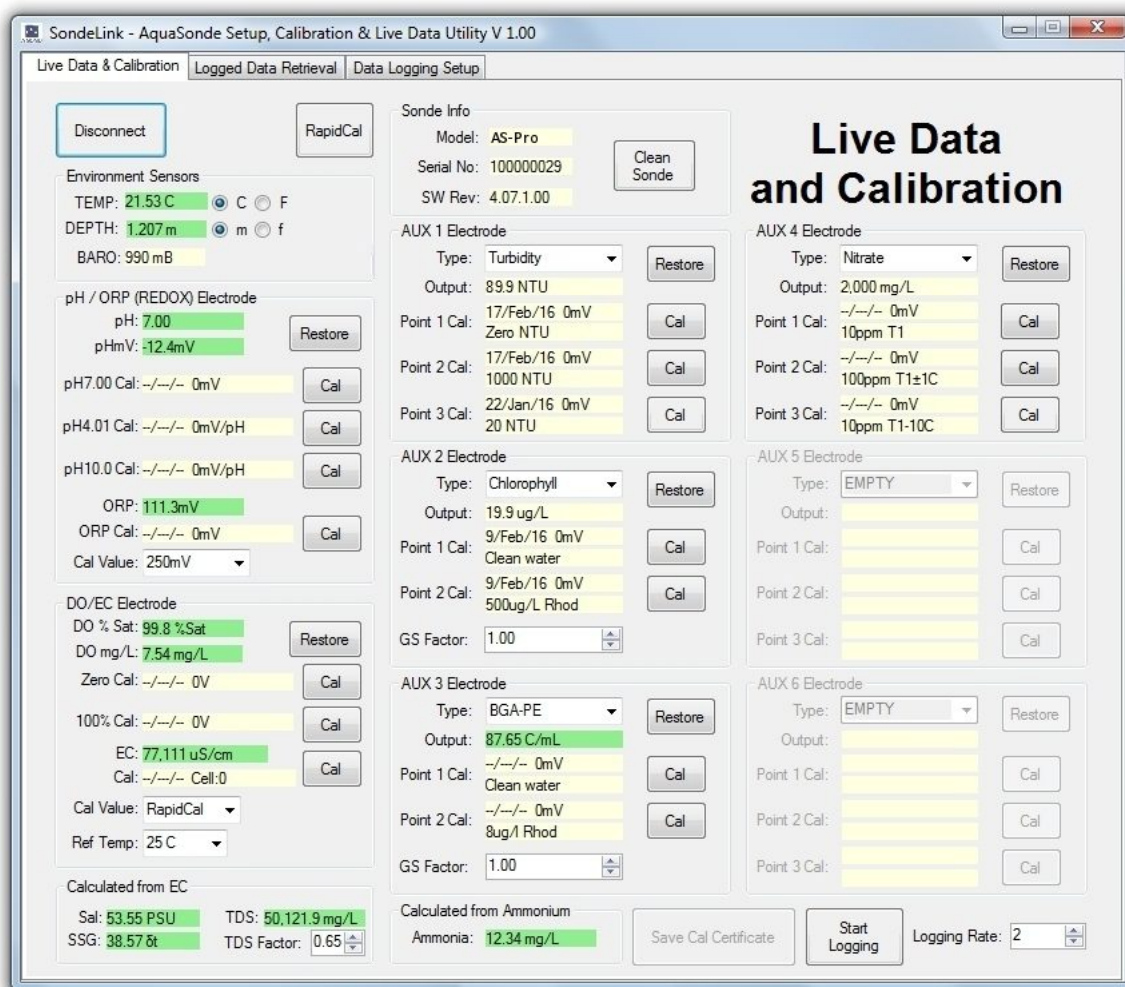 SondeLink - AquaSonde Setup, Calibration & Live Data Utility V 1.00
Live Data & Calibration Logged Data Retrieval Data Logging Setup
Disconnect
RapidCal
Environment Sensors
TEMP: 21.53 C C F
DEPTH: 1.207 m m f
BARO: 990 mB
pH / ORP (REDOX) Electrode
pH: 7.00
pHmV: -12.4mV
Restore
pH7.00 Cal: --/---/-- 0mV Cal
pH4.01 Cal: --/---/-- 0mV/pH Cal
pH10.0 Cal: --/---/-- 0mV/pH Cal
ORP: 111.3mV
ORP Cal: --/---/-- 0mV Cal
Cal Value: 250mV
DO/EC Electrode
DO % Sat: 99.8 %Sat
DO mg/L: 7.54 mg/L
Restore
Zero Cal: --/---/-- 0V Cal
100% Cal: --/---/-- 0V Cal
EC: 77,111 uS/cm
Cal: --/---/-- Cell:0
Cal
Cal Value: RapidCal
Ref Temp: 25 C
Calculated from EC
Sal: 53.55 PSU TDS: 50,121.9 mg/L
SSG: 38.57 δt TDS Factor: 0.65
Sonde Info
Model: AS-Pro
Serial No: 100000029
SW Rev: 4.07.1.00
Clean
Sonde
Live Data
and Calibration
AUX 1 Electrode
Type: Turbidity Restore
Output: 89.9 NTU
Point 1 Cal: 17/Feb/16 0mV
Zero NTU
Cal
Point 2 Cal: 17/Feb/16 0mV
1000 NTU
Cal
Point 3 Cal: 22/Jan/16 0mV
20 NTU
Cal
AUX 2 Electrode
Type: Chlorophyll Restore
Output: 19.9 ug/L
Point 1 Cal: 9/Feb/16 0mV
Clean water
Cal
Point 2 Cal: 9/Feb/16 0mV
500ug/L Rhod
Cal
GS Factor: 1.00
AUX 3 Electrode
Type: BGA-PE Restore
Output: 87.65 C/mL
Point 1 Cal: --/---/-- 0mV
Clean water
Cal
Point 2 Cal: --/---/-- 0mV
8ug/l Rhod
Cal
GS Factor: 1.00
Calculated from Ammonium
Ammonia: 12.34 mg/L
AUX 4 Electrode
Type: Nitrate Restore
Output: 2,000 mg/L
Point 1 Cal: --/---/-- 0mV
10ppm T1
Cal
Point 2 Cal: --/---/-- 0mV
100ppm T1±1C
Cal
Point 3 Cal: --/---/-- 0mV
10ppm T1-10C
Cal
AUX 5 Electrode
Type: EMPTY Restore
Output:
Point 1 Cal: Cal
Point 2 Cal: Cal
Point 3 Cal: Cal
AUX 6 Electrode
Type: EMPTY Restore
Output:
Point 1 Cal: Cal
Point 2 Cal: Cal
Point 3 Cal: Cal
Save Cal Certificate
Start
Logging
Logging Rate: 2